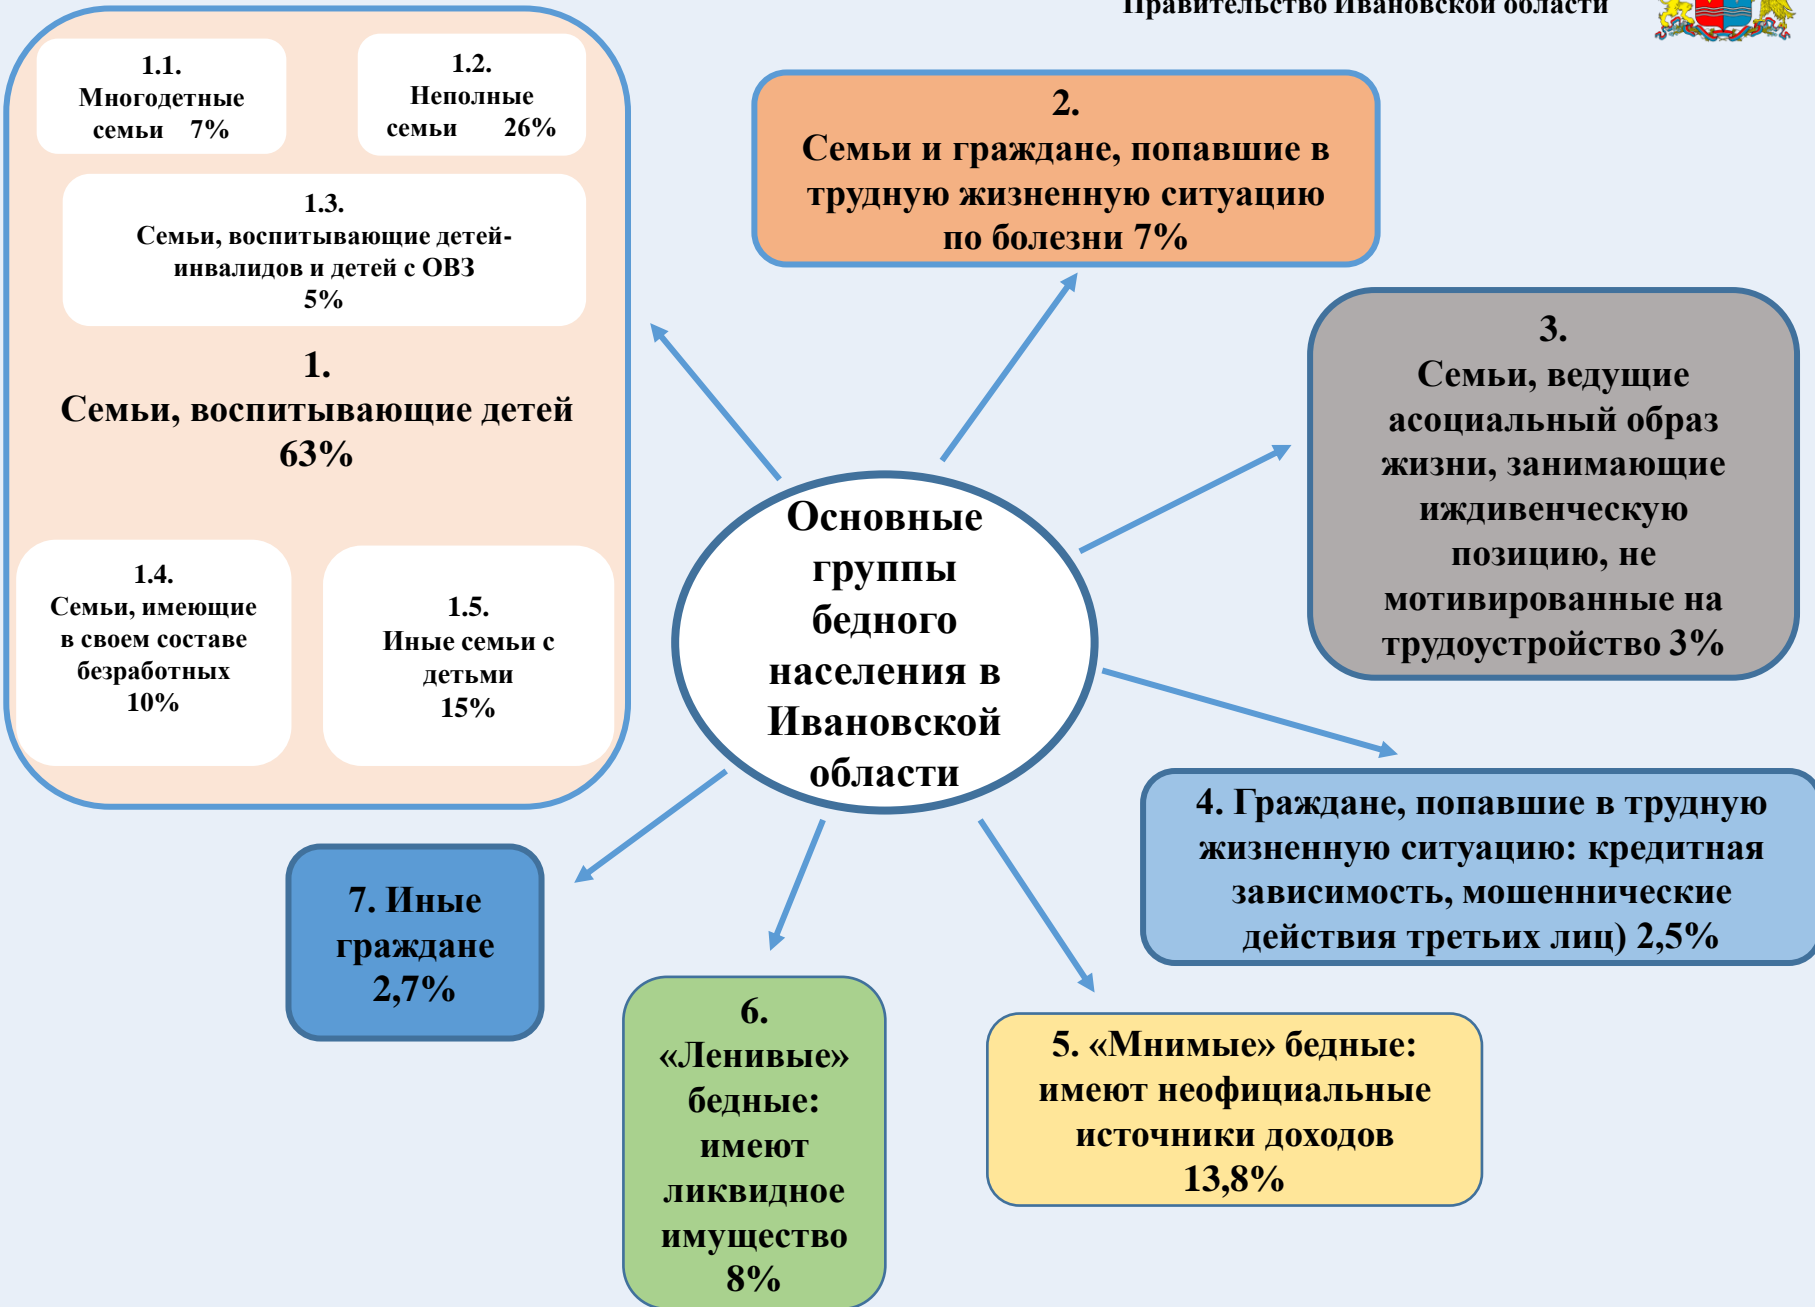 Правительство Ивановской области
1.1.
Многодетные
семьи 7%
1.2.
Неполные
семьи 26%
1.3.
Семьи, воспитывающие детей-
инвалидов и детей с ОВЗ
5%
1.
Семьи, воспитывающие детей
63%
1.4.
Семьи, имеющие
в своем составе
безработных
10%
1.5.
Иные семьи с
детьми
15%
2.
Семьи и граждане, попавшие в
трудную жизненную ситуацию
по болезни 7%
3.
Семьи, ведущие
асоциальный образ
жизни, занимающие
иждивенческую
позицию, не
мотивированные на
трудоустройство 3%
Основные
группы
бедного
населения в
Ивановской
области
4. Граждане, попавшие в трудную
жизненную ситуацию: кредитная
зависимость, мошеннические
действия третьих лиц) 2,5%
5. «Мнимые» бедные:
имеют неофициальные
источники доходов
13,8%
6.
«Ленивые»
бедные:
имеют
ликвидное
имущество
8%
7. Иные
граждане
2,7%